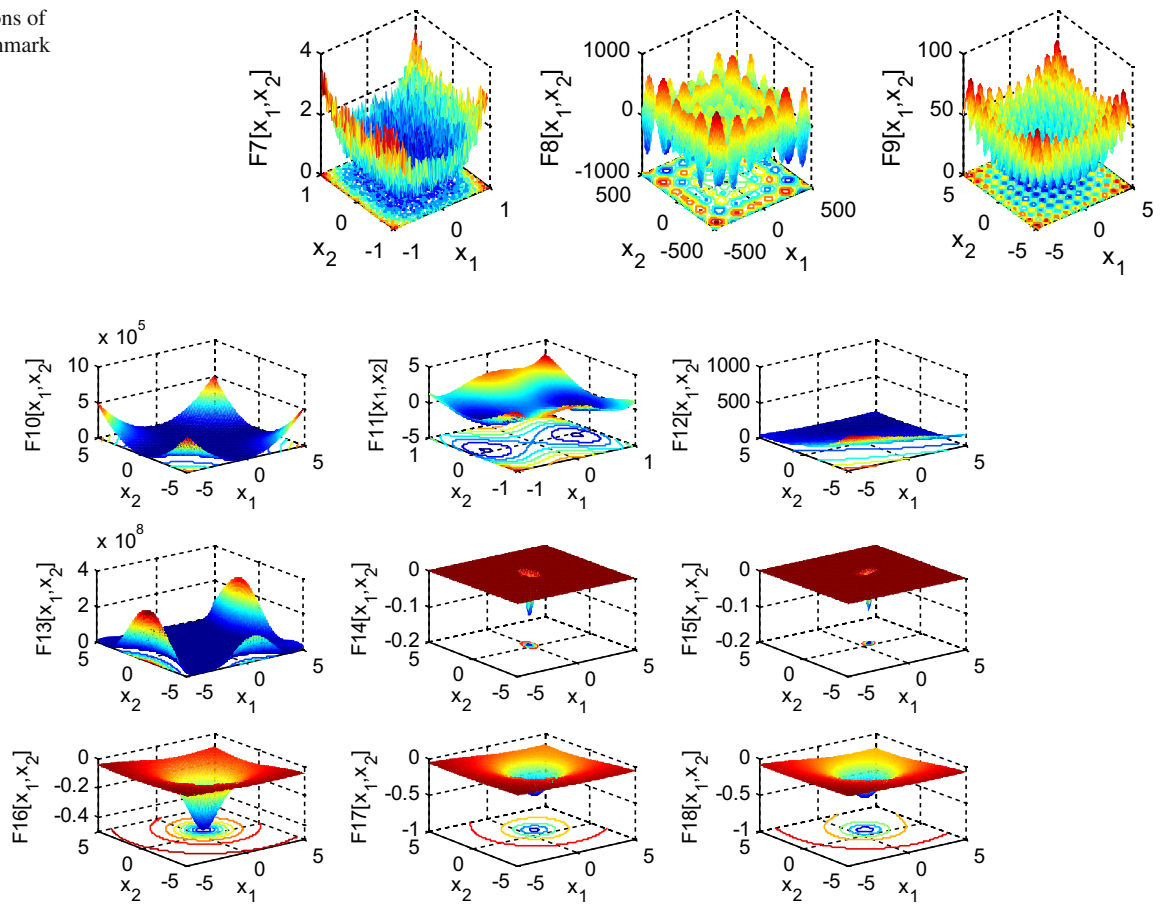 ons of
nmark
F7[x1,x2]
4
2
0
1
0
-1
-1
0
1
x2
x1
F8[x1,x2]
1000
0
-1000
500
0
-500
-500
0
500
x2
x1
F9[x1,x2]
100
50
0
5
0
-5
-5
0
5
x2
x1
x 10^5
F10[x1,x2]
10
5
0
5
0
-5
-5
0
5
x2
x1
F11[x1,x2]
5
0
-5
1
0
-1
-1
0
1
x2
x1
F12[x1,x2]
1000
500
0
5
0
-5
-5
0
5
x2
x1
x 10^8
F13[x1,x2]
4
2
0
5
0
-5
-5
0
5
x2
x1
F14[x1,x2]
0
-0.1
-0.2
5
0
-5
-5
0
5
x2
x1
F15[x1,x2]
0
-0.1
-0.2
5
0
-5
-5
0
5
x2
x1
F16[x1,x2]
0
-0.2
-0.4
5
0
-5
-5
0
5
x2
x1
F17[x1,x2]
0
-0.5
-1
5
0
-5
-5
0
5
x2
x1
F18[x1,x2]
0
-0.5
-1
5
0
-5
-5
0
5
x2
x1